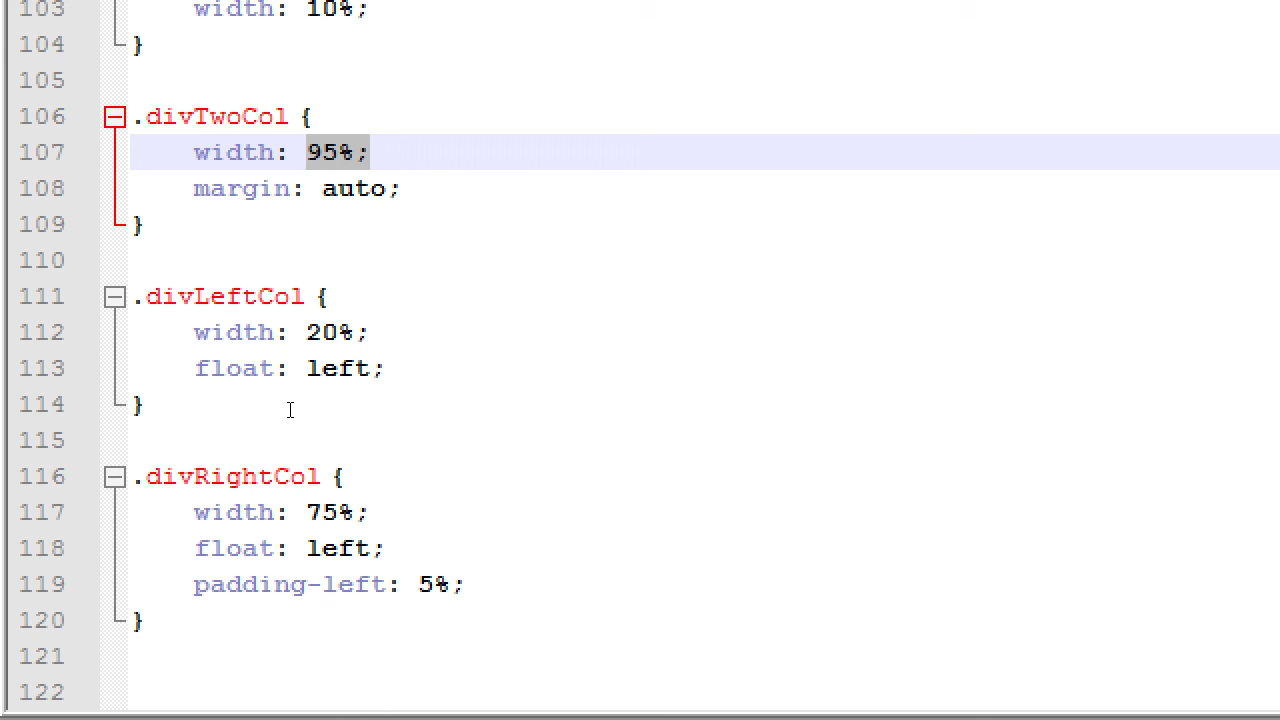 103 width: 10%;
104 }
105
106 .divTwoCol {
107 width: 95%;
108 margin: auto;
109 }
110
111 .divLeftCol {
112 width: 20%;
113 float: left;
114 }
115
116 .divRightCol {
117 width: 75%;
118 float: left;
119 padding-left: 5%;
120 }
121
122